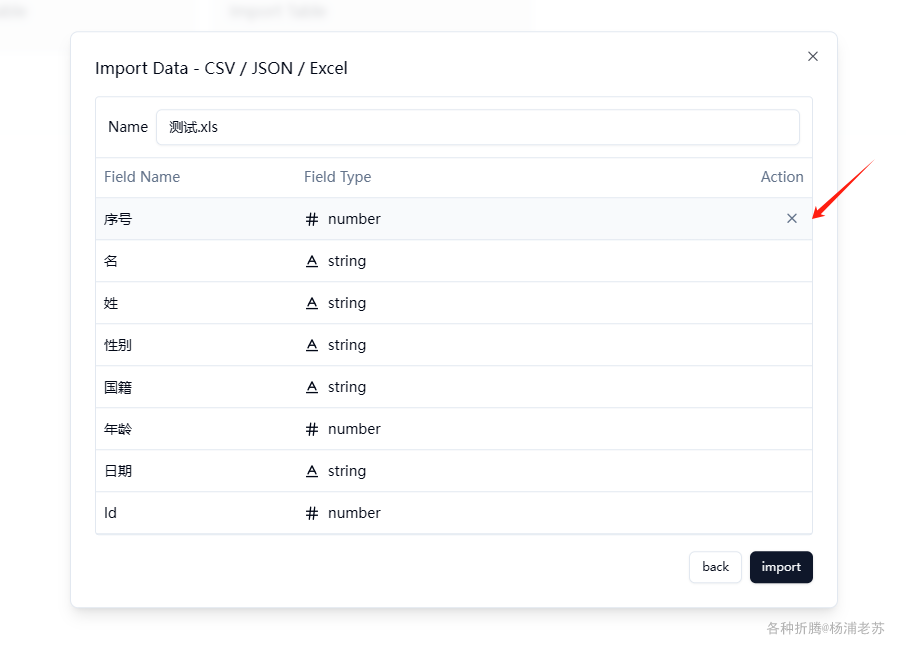 Import Table
Import Data - CSV / JSON / Excel
Name 测试.xls
Field Name Field Type Action
序号 number
名 string
姓 string
性别 string
国籍 string
年龄 number
日期 string
Id number
back import
各种折腾@杨浦老苏